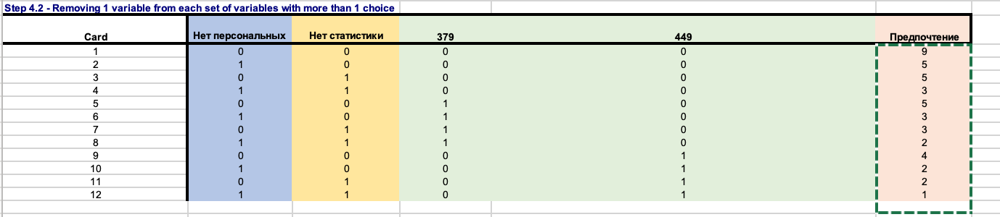 Step 4.2 - Removing 1 variable from each set of variables with more than 1 choice
Card Нет персональных Нет статистики 379 449 Предпочтение
1 0 0 0 0 9
2 1 0 0 0 5
3 0 1 0 0 5
4 1 1 0 0 3
5 0 0 1 0 5
6 1 0 1 0 3
7 0 1 1 0 3
8 1 1 1 0 2
9 0 0 0 1 4
10 1 0 0 1 2
11 0 1 0 1 2
12 1 1 0 1 1